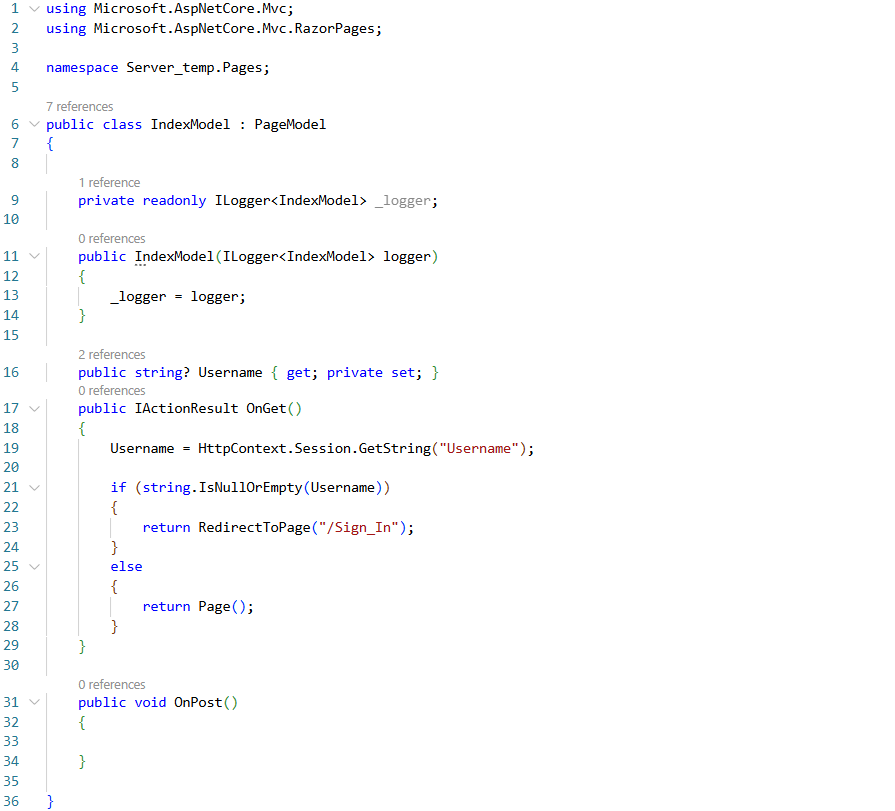 1 using Microsoft.AspNetCore.Mvc;
2 using Microsoft.AspNetCore.Mvc.RazorPages;
3
4 namespace Server_temp.Pages;
5
7 references
6 public class IndexModel : PageModel
7 {
8
1 reference
9     private readonly ILogger<IndexModel> _logger;
10
0 references
11     public IndexModel(ILogger<IndexModel> logger)
12     {
13         _logger = logger;
14     }
15
2 references
16     public string? Username { get; private set; }
0 references
17     public IActionResult OnGet()
18     {
19         Username = HttpContext.Session.GetString("Username");
20
21         if (string.IsNullOrEmpty(Username))
22         {
23             return RedirectToPage("/Sign_In");
24         }
25         else
26         {
27             return Page();
28         }
29     }
30
0 references
31     public void OnPost()
32     {
33
34     }
35
36 }